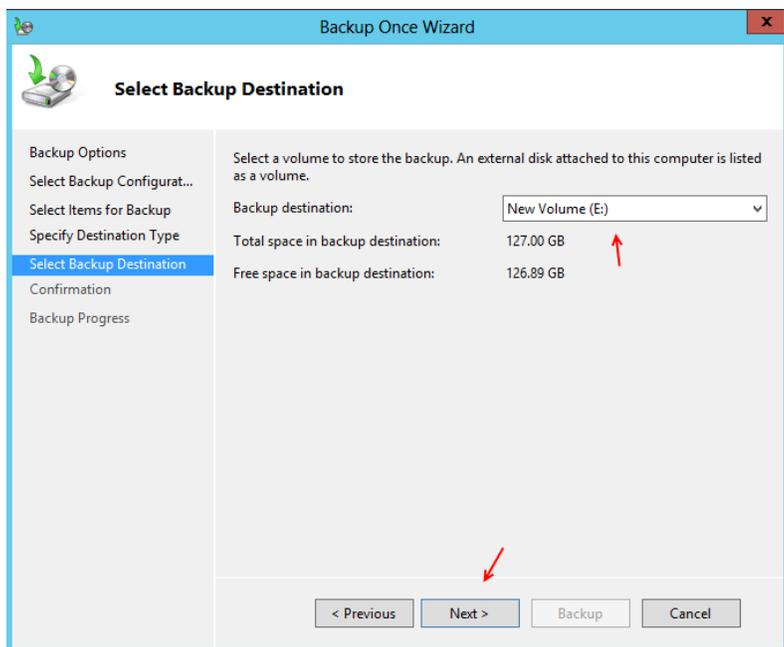 Backup Once Wizard
x
Select Backup Destination
Backup Options
Select Backup Configurat...
Select Items for Backup
Specify Destination Type
Select Backup Destination
Confirmation
Backup Progress
Select a volume to store the backup. An external disk attached to this computer is listed
as a volume.
Backup destination: New Volume (E:)
Total space in backup destination: 127.00 GB
Free space in backup destination: 126.89 GB
< Previous Next > Backup Cancel